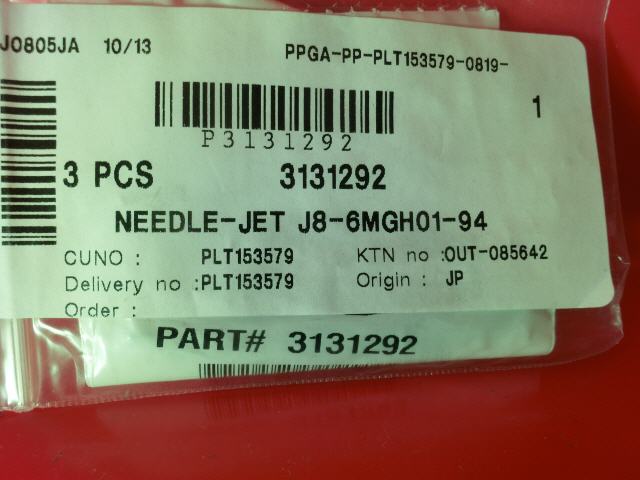 J0805JA 10/13 PPGA-PP-PLT153579-0819-
1
P3131292
3 PCS 3131292
NEEDLE-JET J8-6MGH01-94
CUNO : PLT153579 KTN no :OUT-085642
Delivery no :PLT153579 Origin : JP
Order :
PART# 3131292